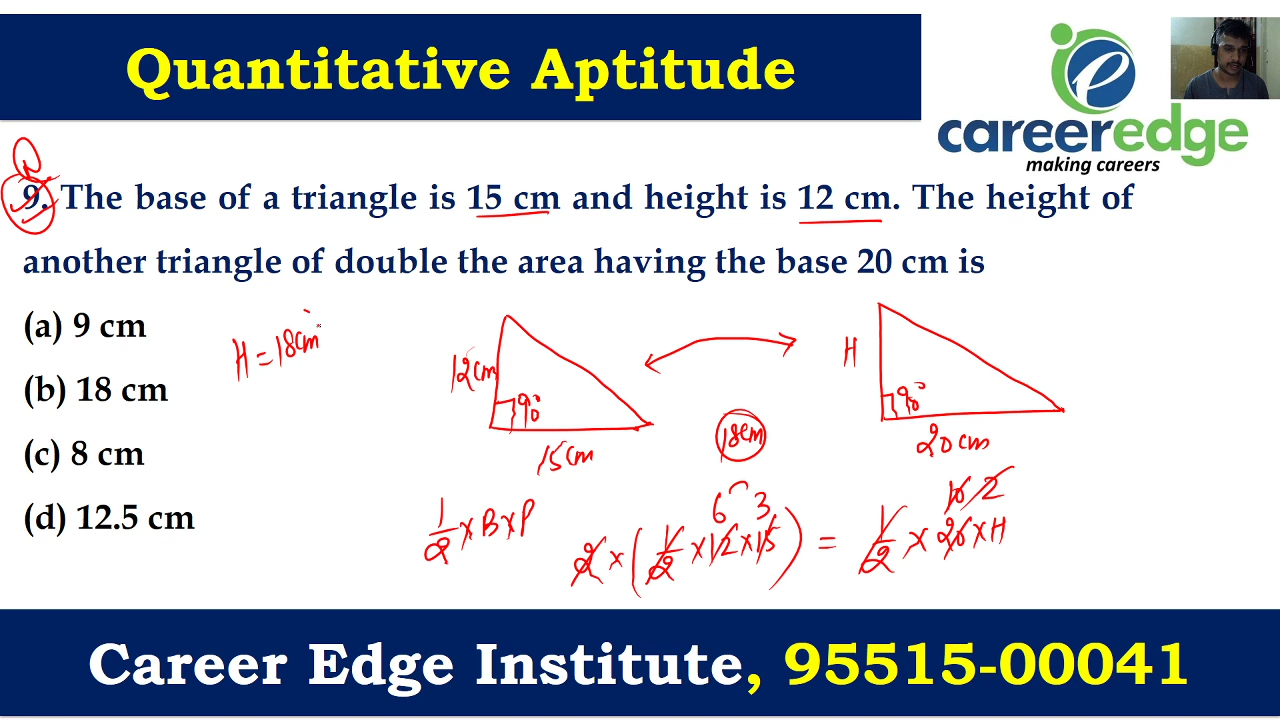 Quantitative Aptitude
careeredge
making careers
9. The base of a triangle is 15 cm and height is 12 cm. The height of
another triangle of double the area having the base 20 cm is
(a) 9 cm
(b) 18 cm
(c) 8 cm
(d) 12.5 cm
H = 18cm
12cm
90°
15cm
H
90°
20cm
18cm
1/2 × B × P
6 3
10 2
2 × (1/2 × 12 × 15) = 1/2 × 20 × H
Career Edge Institute, 95515-00041